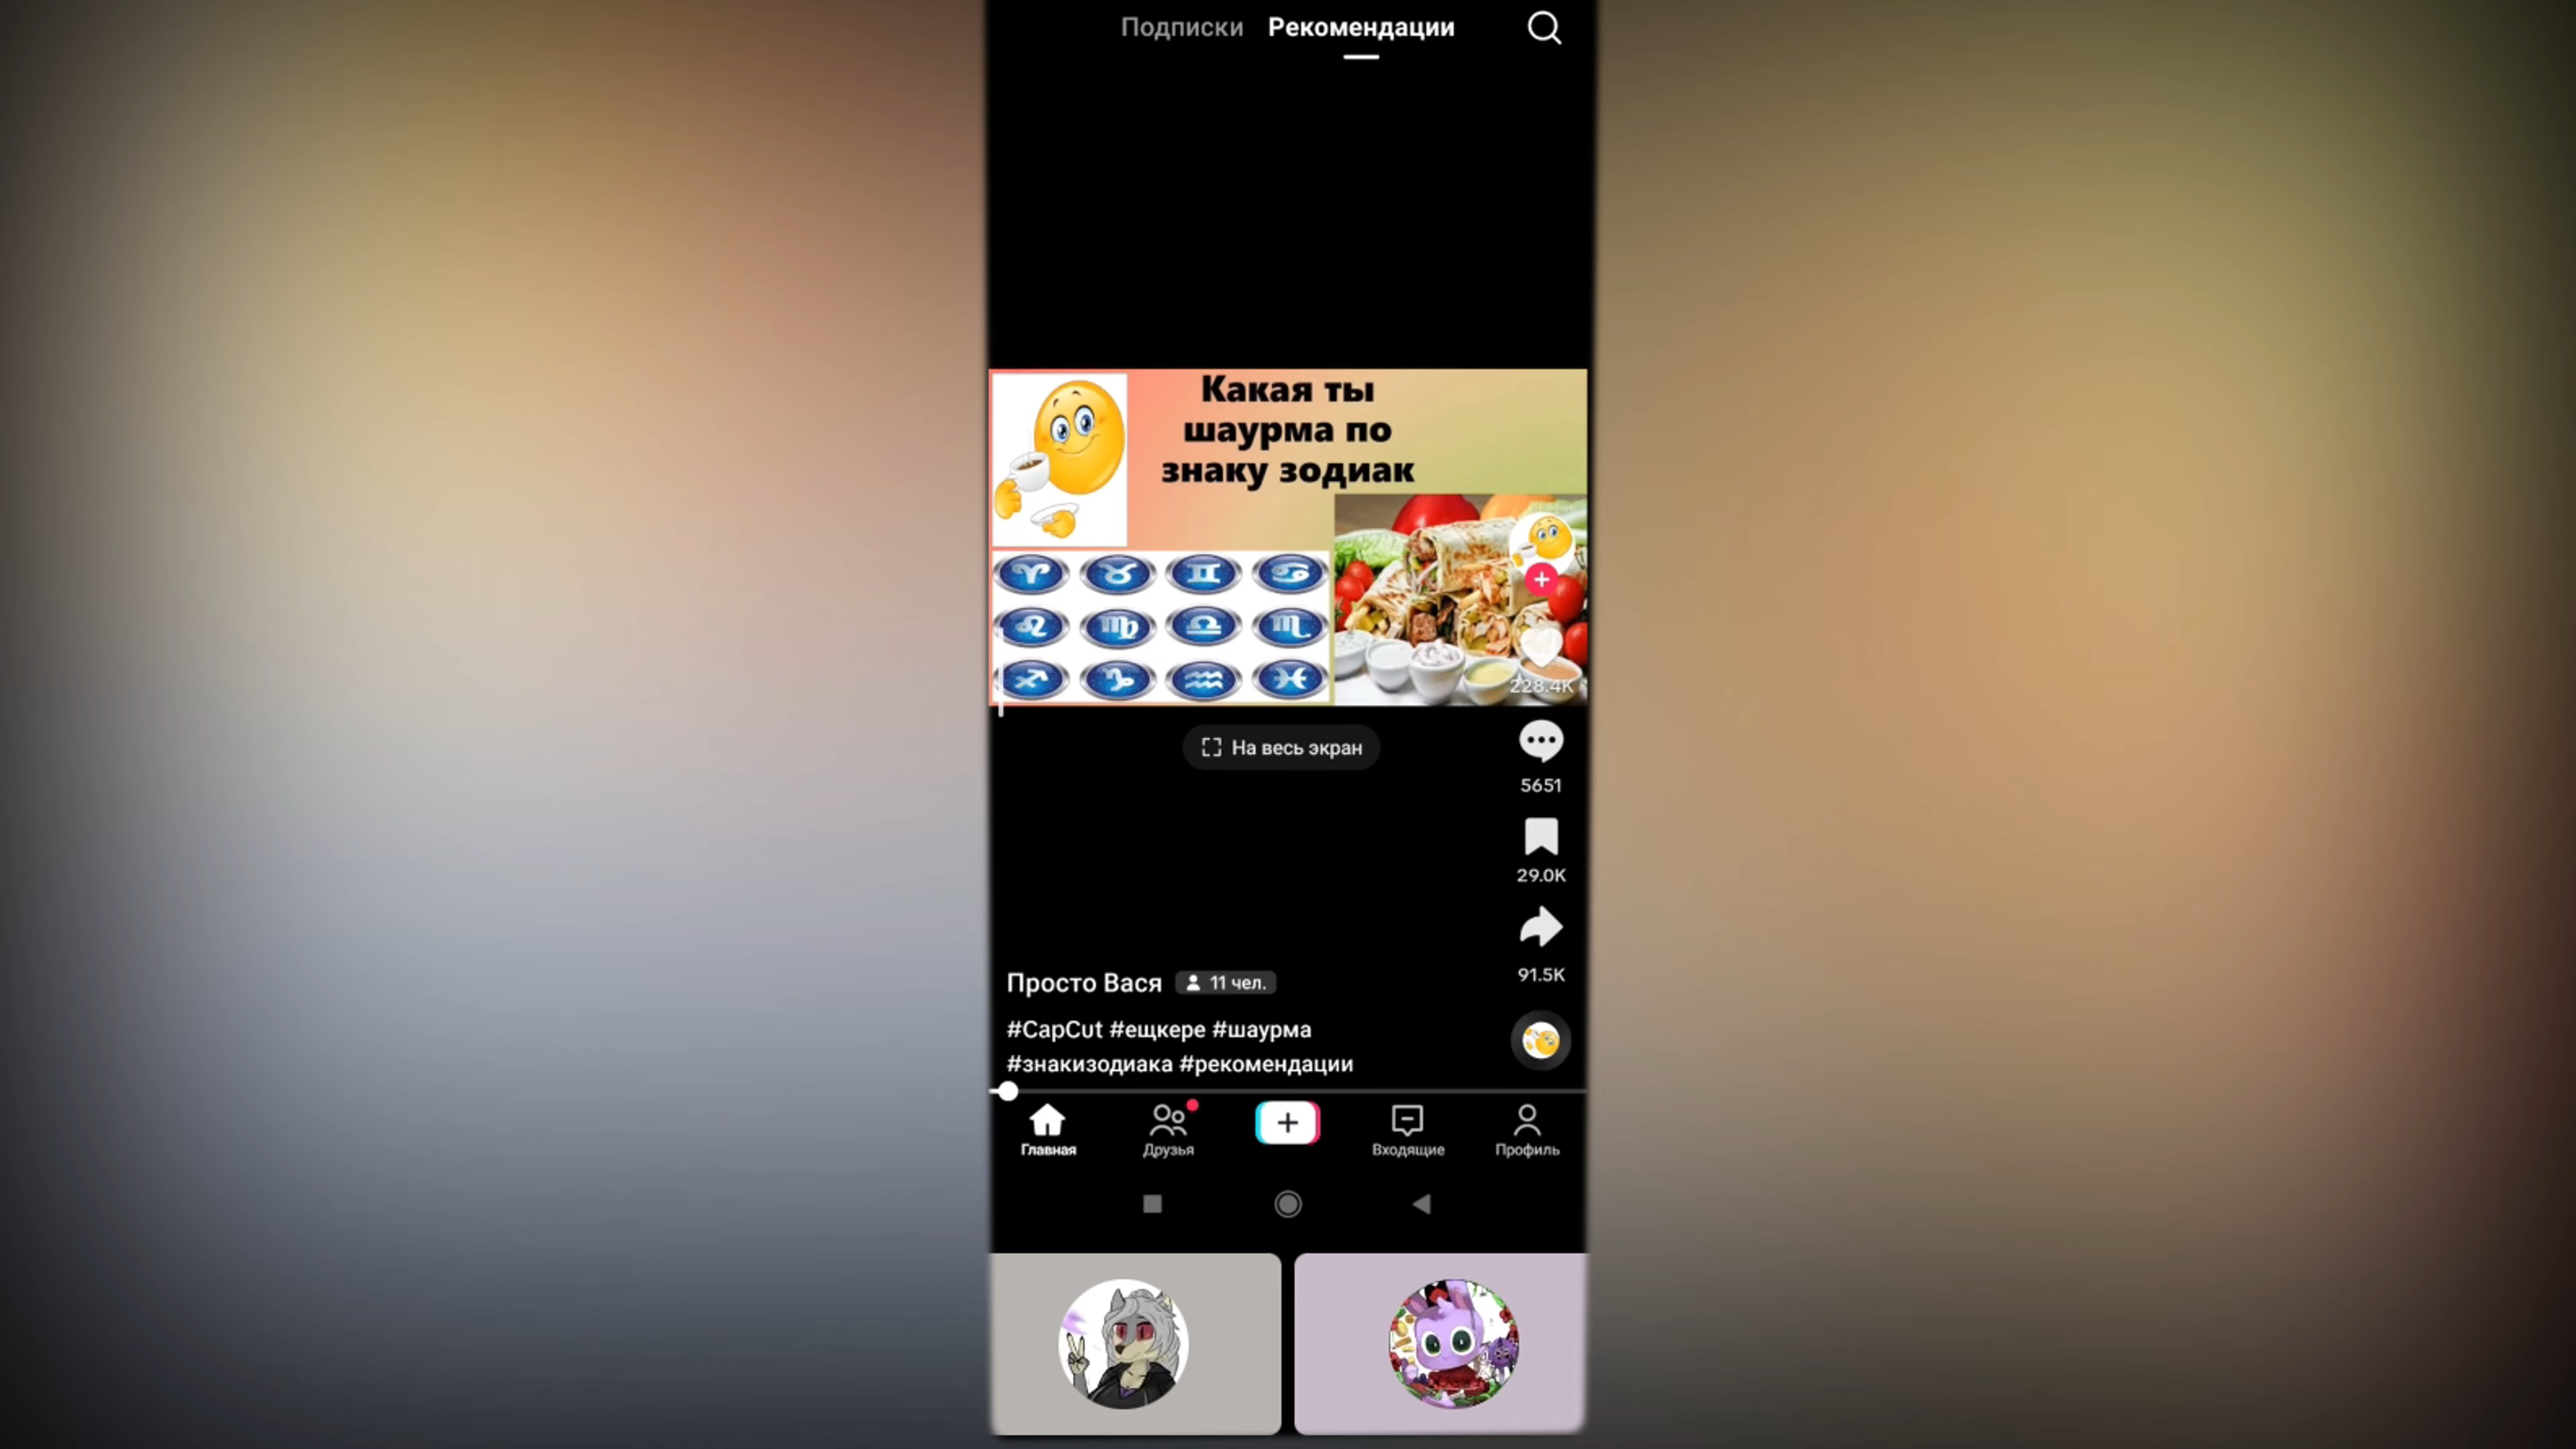 Подписки Рекомендации
Какая ты
шаурма по
знаку зодиак
228.4K
На весь экран
5651
29.0K
91.5K
Просто Вася 11 чел.
#CapCut #ещкере #шаурма
#знакизодиака #рекомендации
Главная Друзья Входящие Профиль